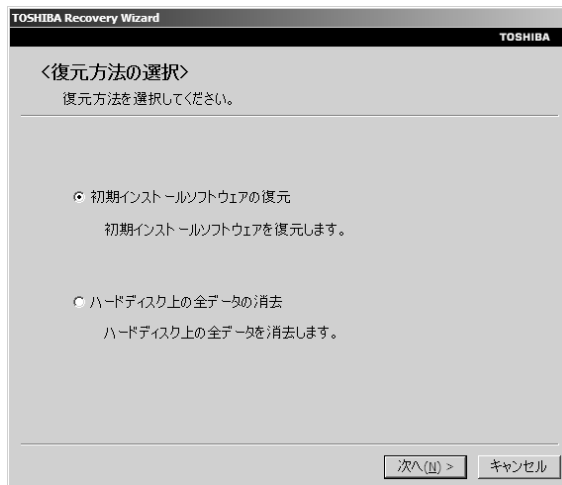 TOSHIBA Recovery Wizard
TOSHIBA
<復元方法の選択>
復元方法を選択してください。
初期インストールソフトウェアの復元
初期インストールソフトウェアを復元します。
ハードディスク上の全データの消去
ハードディスク上の全データを消去します。
次へ(N) >
キャンセル